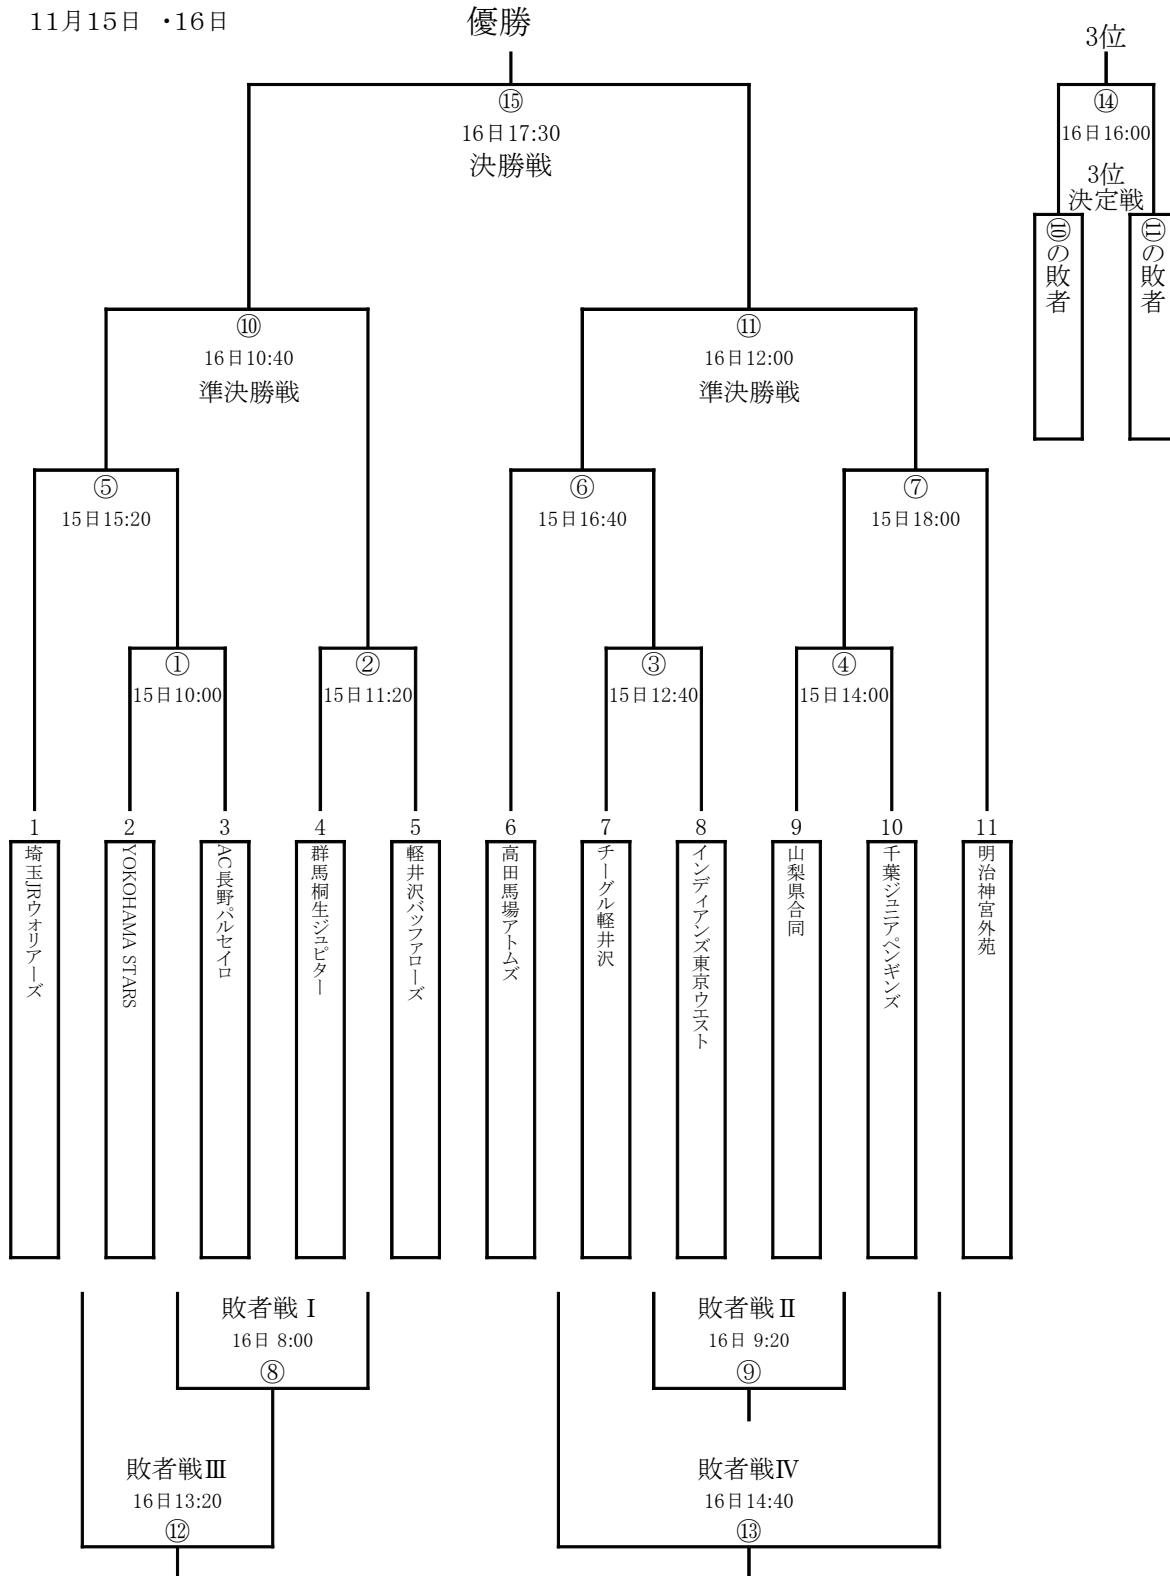 11月15日 ・16日
優勝
3位
⑮
16日17:30
決勝戦
⑭
16日16:00
3位
決定戦
⑩の敗者
⑪の敗者
⑩
16日10:40
準決勝戦
⑪
16日12:00
準決勝戦
⑤
15日15:20
⑥
15日16:40
⑦
15日18:00
①
15日10:00
②
15日11:20
③
15日12:40
④
15日14:00
1
2
3
4
5
6
7
8
9
10
11
埼玉JRウォリアーズ
YOKOHAMA STARS
AC長野パルセイロ
群馬桐生ジュピター
軽井沢バッファローズ
高田馬場アトムズ
チーグル軽井沢
インディアンズ東京ウエスト
山梨県合同
千葉ジュニアペンギンズ
明治神宮外苑
敗者戦Ⅰ
16日 8:00
⑧
敗者戦Ⅱ
16日 9:20
⑨
敗者戦Ⅲ
16日13:20
⑫
敗者戦Ⅳ
16日14:40
⑬